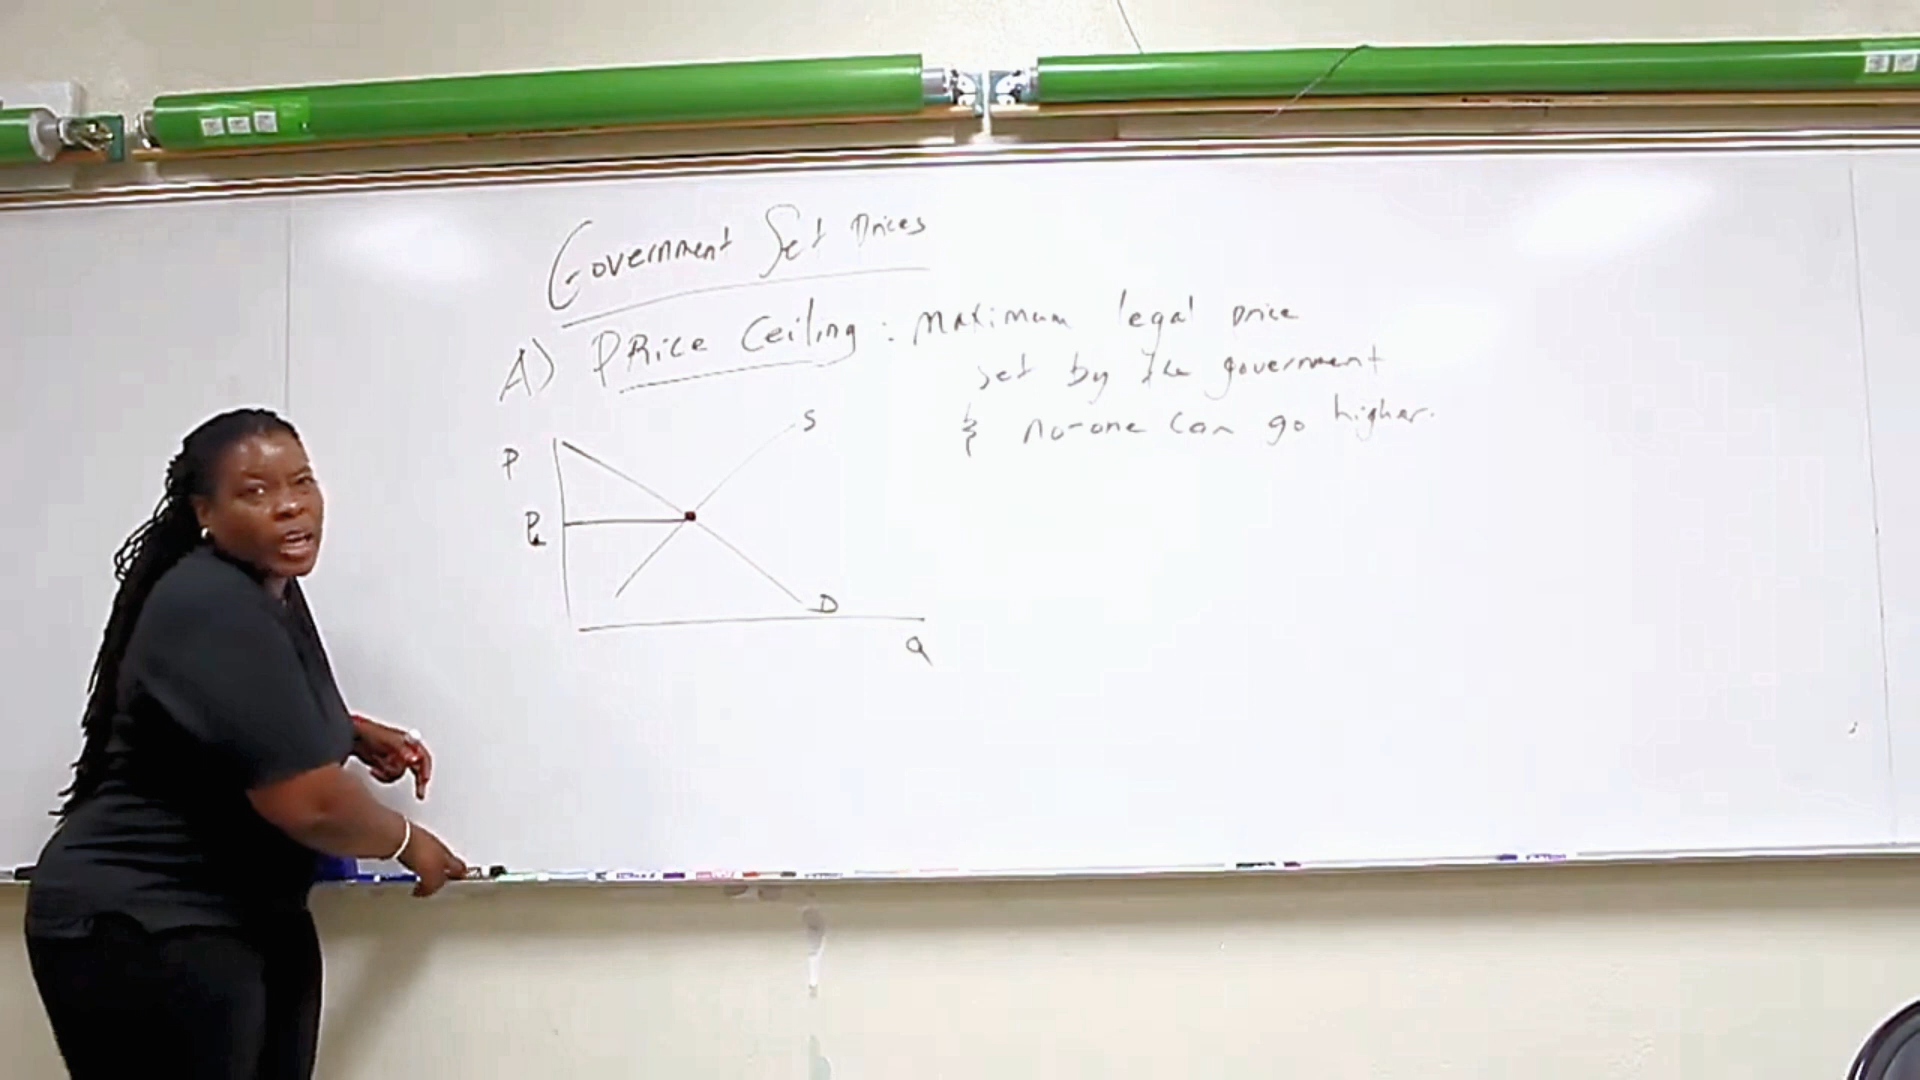 Government Set Prices
A) PRice Ceiling : Maximum legal price
set by the government
& no-one can go higher.
S
P
Pe
D
Q